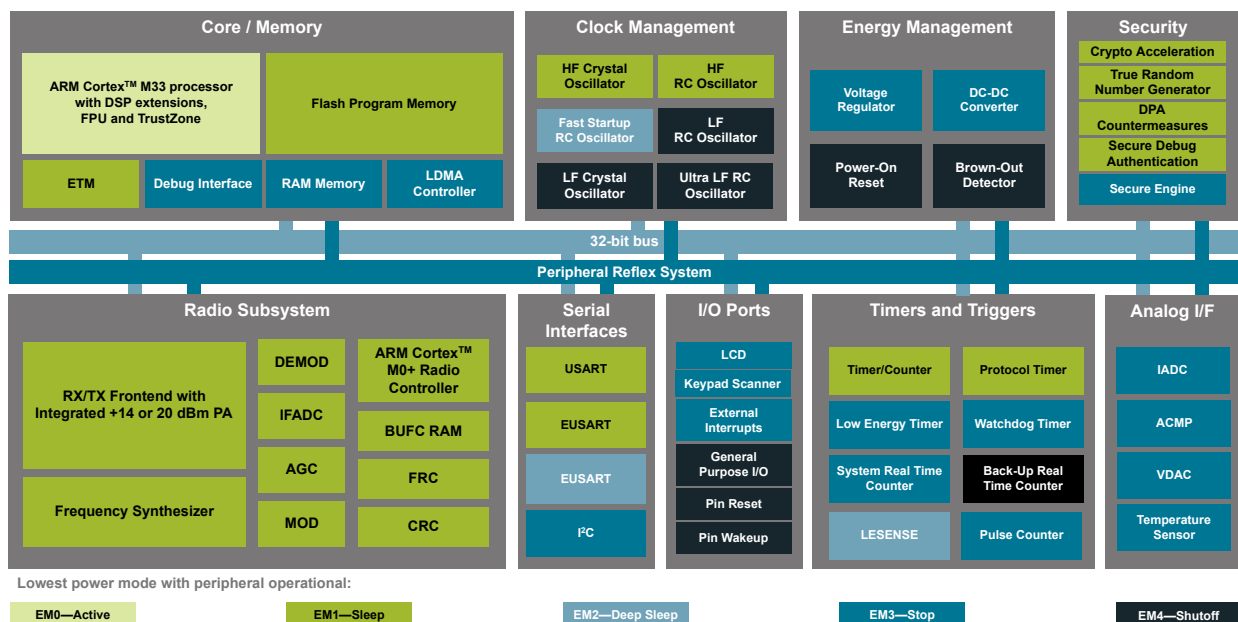 Core / Memory
ARM Cortex™ M33 processor
with DSP extensions,
FPU and TrustZone
Flash Program Memory
ETM
Debug Interface
RAM Memory
LDMA
Controller
Clock Management
HF Crystal
Oscillator
HF
RC Oscillator
Fast Startup
RC Oscillator
LF
RC Oscillator
LF Crystal
Oscillator
Ultra LF RC
Oscillator
Energy Management
Voltage
Regulator
DC-DC
Converter
Power-On
Reset
Brown-Out
Detector
Security
Crypto Acceleration
True Random
Number Generator
DPA
Countermeasures
Secure Debug
Authentication
Secure Engine
32-bit bus
Peripheral Reflex System
Radio Subsystem
RX/TX Frontend with
Integrated +14 or 20 dBm PA
Frequency Synthesizer
DEMOD
IFADC
AGC
MOD
ARM Cortex™
M0+ Radio
Controller
BUFC RAM
FRC
CRC
Serial
Interfaces
USART
EUSART
EUSART
I²C
I/O Ports
LCD
Keypad Scanner
External
Interrupts
General
Purpose I/O
Pin Reset
Pin Wakeup
Timers and Triggers
Timer/Counter
Protocol Timer
Low Energy Timer
Watchdog Timer
System Real Time
Counter
Back-Up Real
Time Counter
LESENSE
Pulse Counter
Analog I/F
IADC
ACMP
VDAC
Temperature
Sensor
Lowest power mode with peripheral operational:
EM0—Active
EM1—Sleep
EM2—Deep Sleep
EM3—Stop
EM4—Shutoff